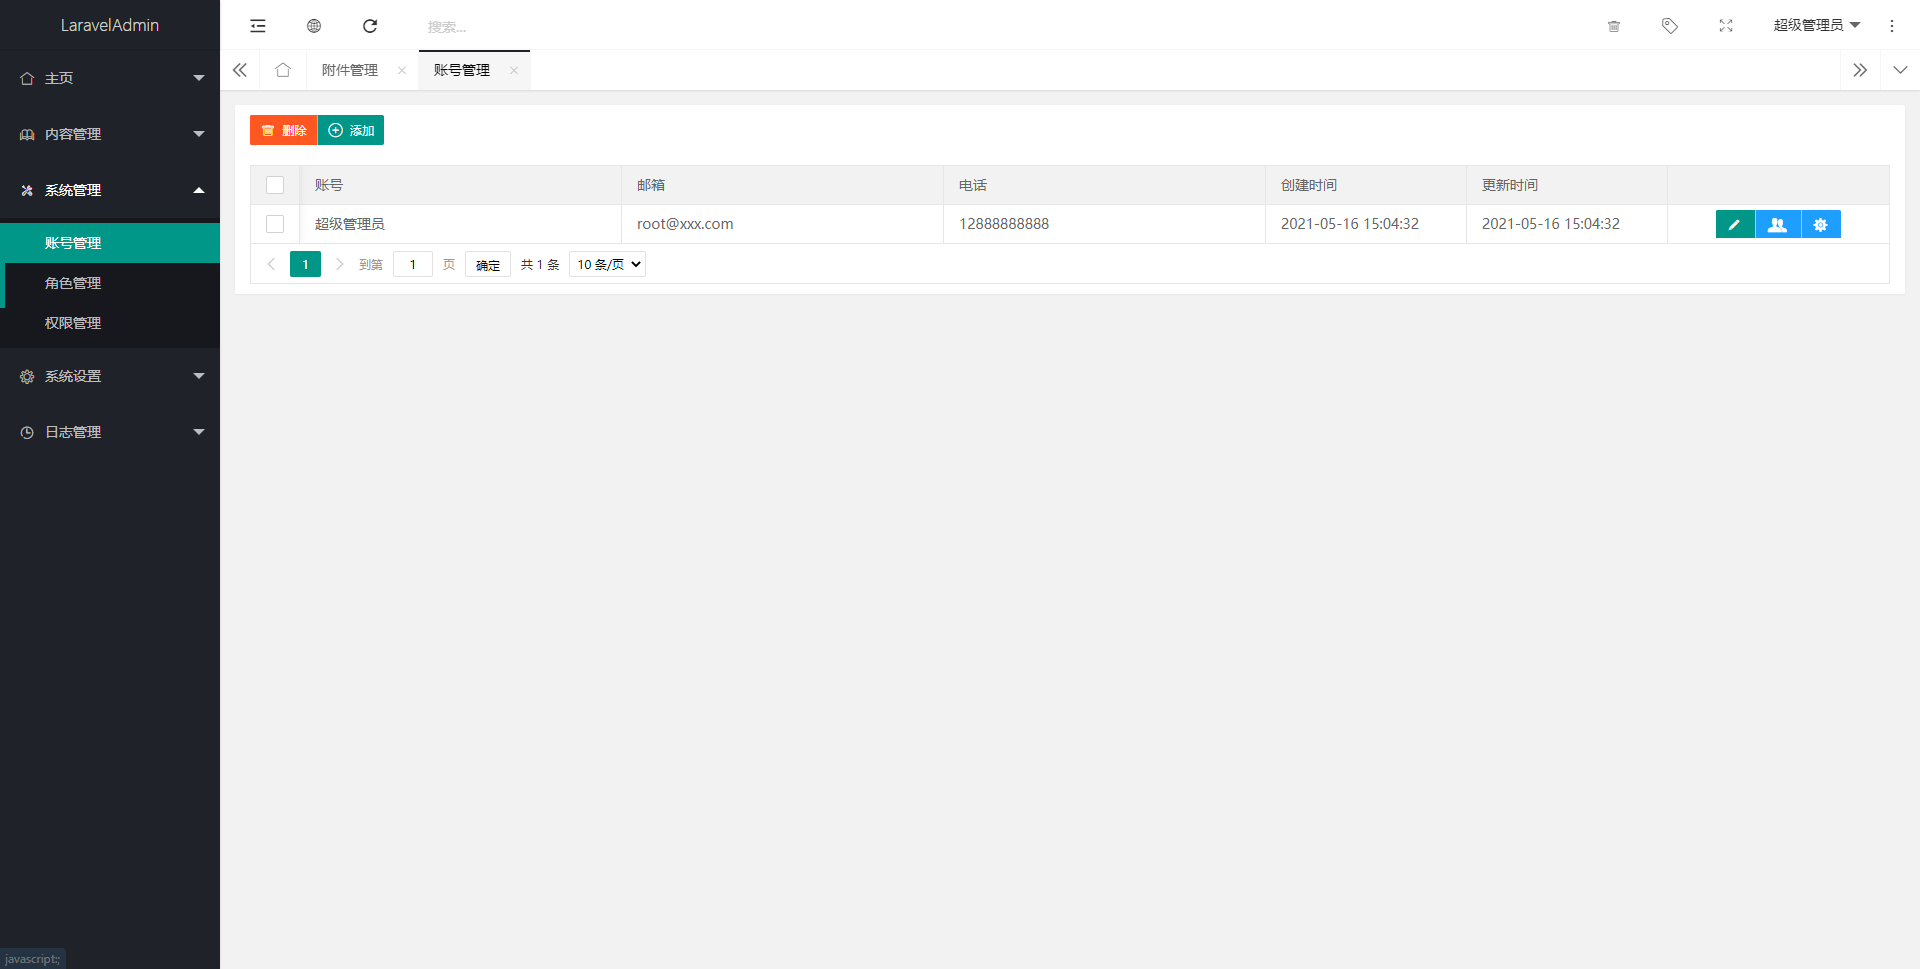 LaravelAdmin
搜索...
超级管理员
主页
内容管理
系统管理
账号管理
角色管理
权限管理
系统设置
日志管理
附件管理
账号管理
删除 添加
账号 邮箱 电话 创建时间 更新时间
超级管理员 root@xxx.com 12888888888 2021-05-16 15:04:32 2021-05-16 15:04:32
1 到第 1 页 确定 共 1 条 10 条/页
javascript:;